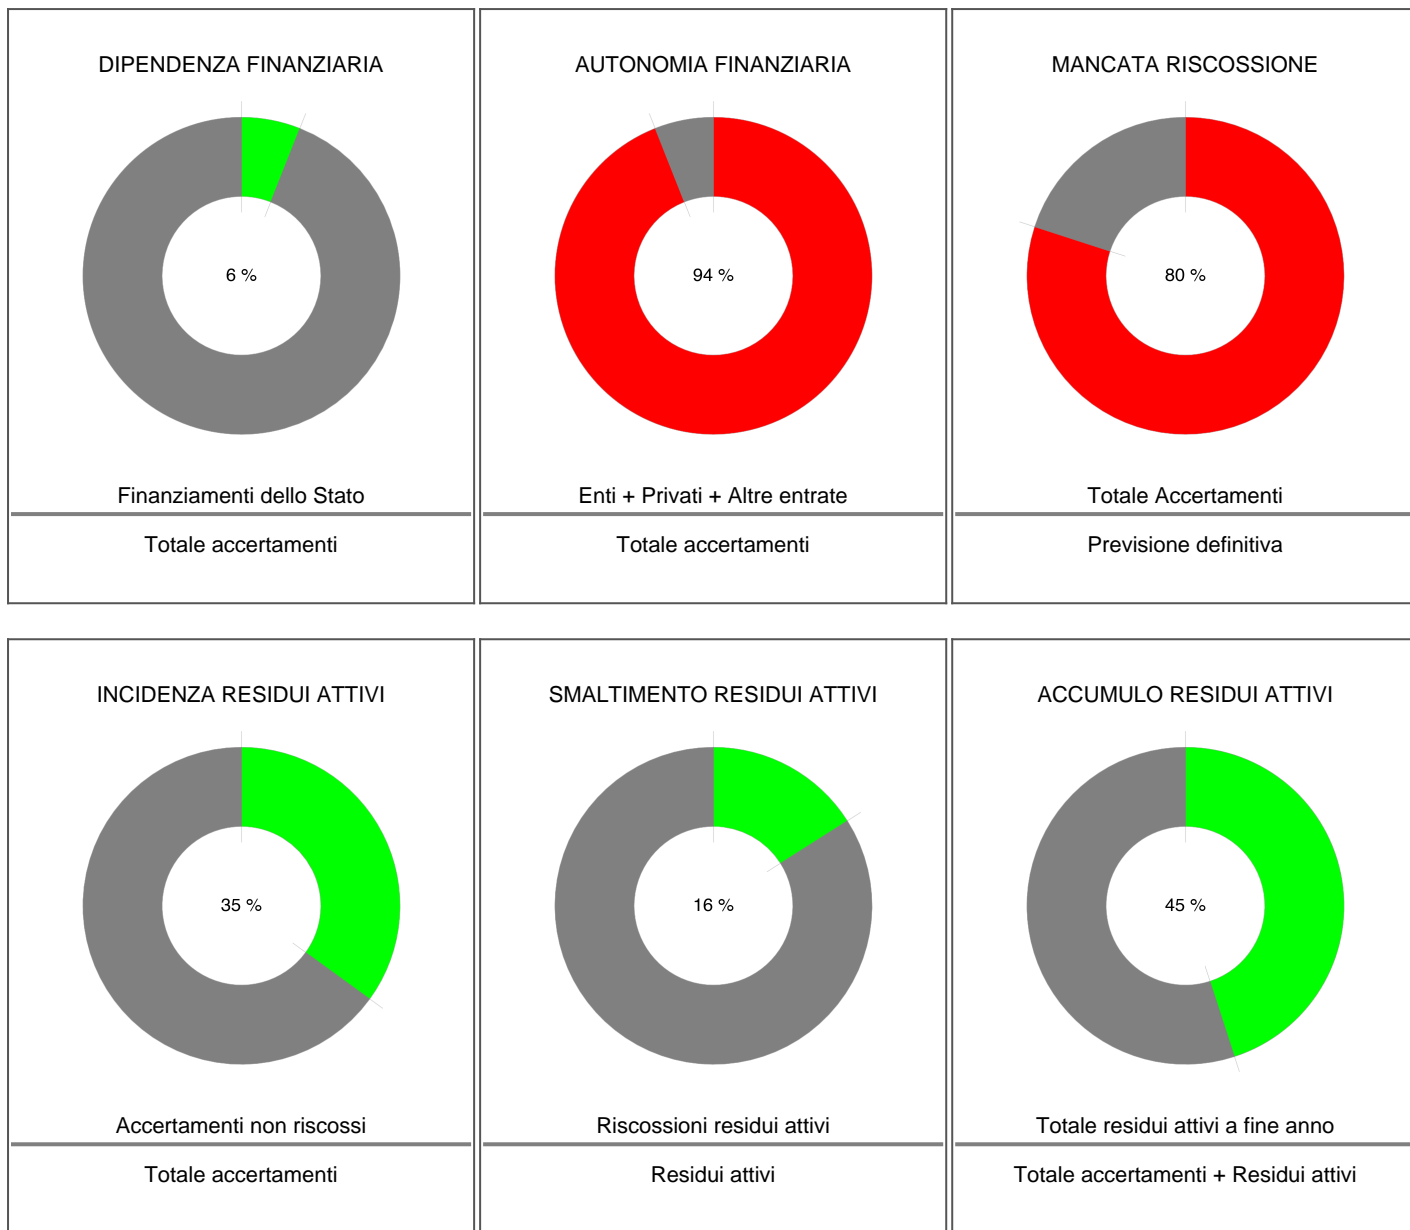 DIPENDENZA FINANZIARIA
6 %
Finanziamenti dello Stato
Totale accertamenti
AUTONOMIA FINANZIARIA
94 %
Enti + Privati + Altre entrate
Totale accertamenti
MANCATA RISCOSSIONE
80 %
Totale Accertamenti
Previsione definitiva
INCIDENZA RESIDUI ATTIVI
35 %
Accertamenti non riscossi
Totale accertamenti
SMALTIMENTO RESIDUI ATTIVI
16 %
Riscossioni residui attivi
Residui attivi
ACCUMULO RESIDUI ATTIVI
45 %
Totale residui attivi a fine anno
Totale accertamenti + Residui attivi